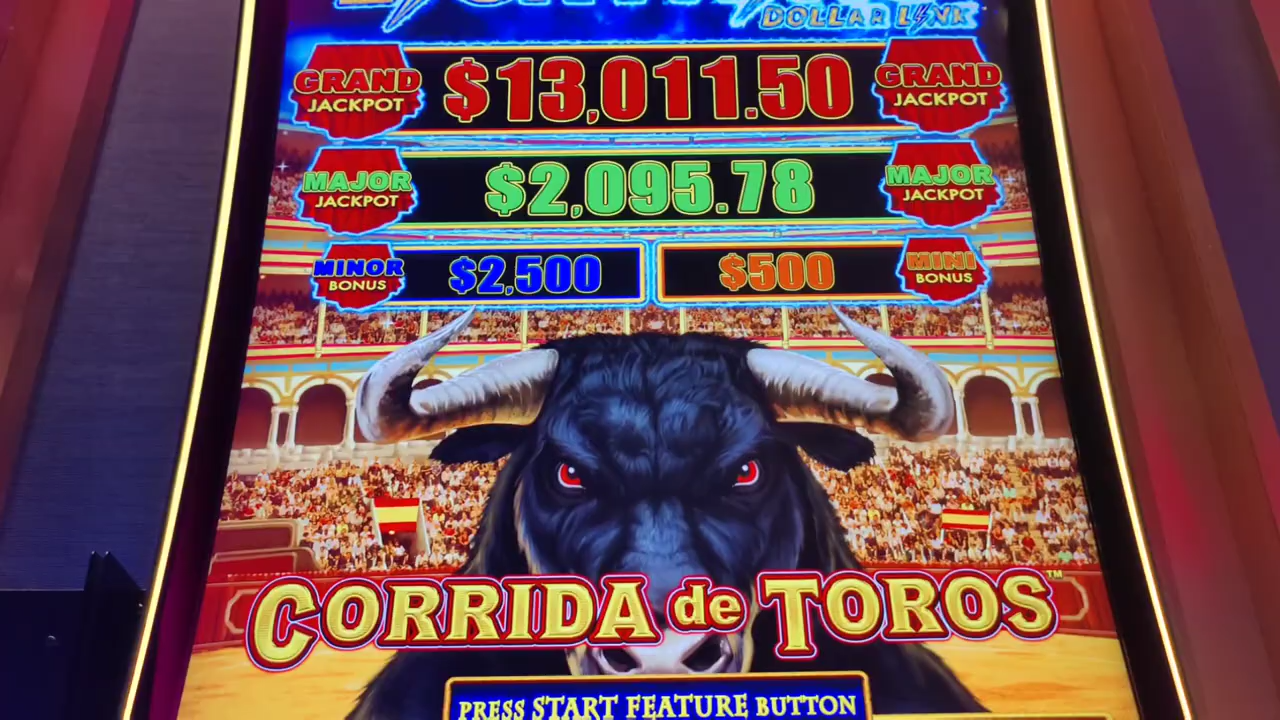 DOLLAR LINK
GRAND JACKPOT
$13,011.50
GRAND JACKPOT
MAJOR JACKPOT
$2,095.78
MAJOR JACKPOT
MINOR BONUS
$2,500
$500
MINI BONUS
CORRIDA de TOROS™
PRESS START FEATURE BUTTON